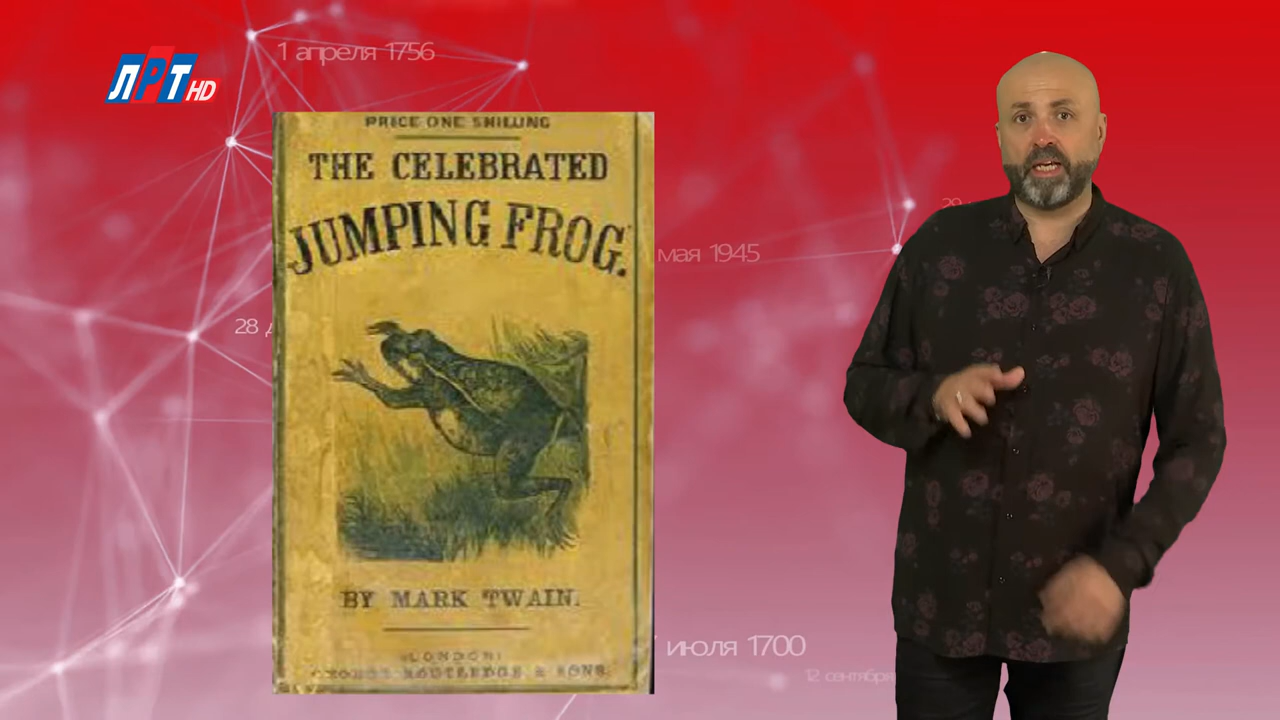 1 апреля 1756
ЛРТ HD
PRICE ONE SHILLING
THE CELEBRATED
JUMPING FROG.
мая 1945
28 д
BY MARK TWAIN.
июля 1700
LONDON:
GEORGE ROUTLEDGE & SONS.
12 сентября